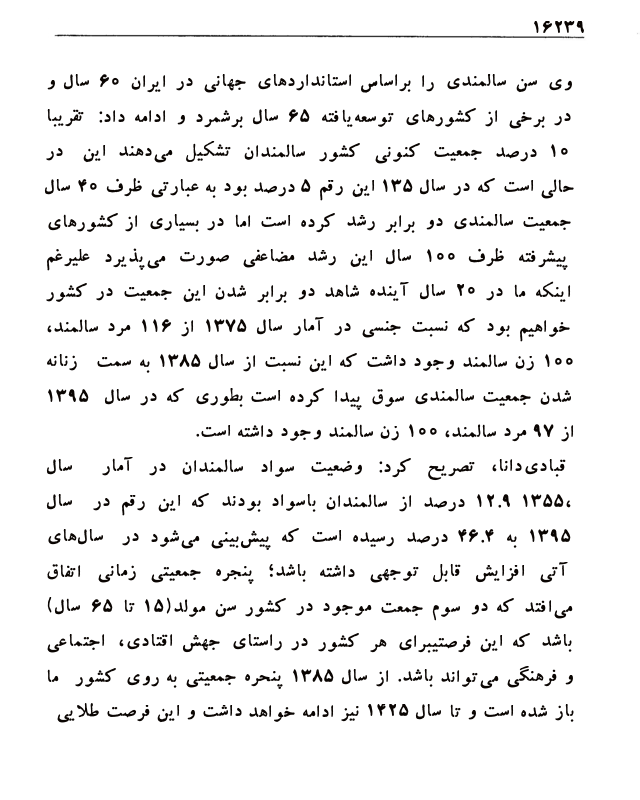 ۱۶۲۳۹
وی سن سالمندی را براساس استانداردهای جهانی در ایران ۶۰ سال و
در برخی از کشورهای توسعه‌یافته ۶۵ سال برشمرد و ادامه داد: تقریبا
۱۰ درصد جمعیت کنونی کشور سالمندان تشکیل می‌دهند این در
حالی است که در سال ۱۳۵ این رقم ۵ درصد بود به عبارتی ظرف ۴۰ سال
جمعیت سالمندی دو برابر رشد کرده است اما در بسیاری از کشورهای
پیشرفته ظرف ۱۰۰ سال این رشد مضاعفی صورت می‌پذیرد علیرغم
اینکه ما در ۲۰ سال آینده شاهد دو برابر شدن این جمعیت در کشور
خواهیم بود که نسبت جنسی در آمار سال ۱۳۷۵ از ۱۱۶ مرد سالمند،
۱۰۰ زن سالمند وجود داشت که این نسبت از سال ۱۳۸۵ به سمت زنانه
شدن جمعیت سالمندی سوق پیدا کرده است بطوری که در سال ۱۳۹۵
از ۹۷ مرد سالمند، ۱۰۰ زن سالمند وجود داشته است.
قبادی‌دانا، تصریح کرد: وضعیت سواد سالمندان در آمار سال
۱۳۵۵، ۱۲.۹ درصد از سالمندان باسواد بودند که این رقم در سال
۱۳۹۵ به ۴۶.۴ درصد رسیده است که پیش‌بینی می‌شود در سال‌های
آتی افزایش قابل توجهی داشته باشد؛ پنجره جمعیتی زمانی اتفاق
می‌افتد که دو سوم جمعت موجود در کشور سن مولد(۱۵ تا ۶۵ سال)
باشد که این فرصتیبرای هر کشور در راستای جهش اقتادی، اجتماعی
و فرهنگی می‌تواند باشد. از سال ۱۳۸۵ پنحره جمعیتی به روی کشور ما
باز شده است و تا سال ۱۴۲۵ نیز ادامه خواهد داشت و این فرصت طلایی